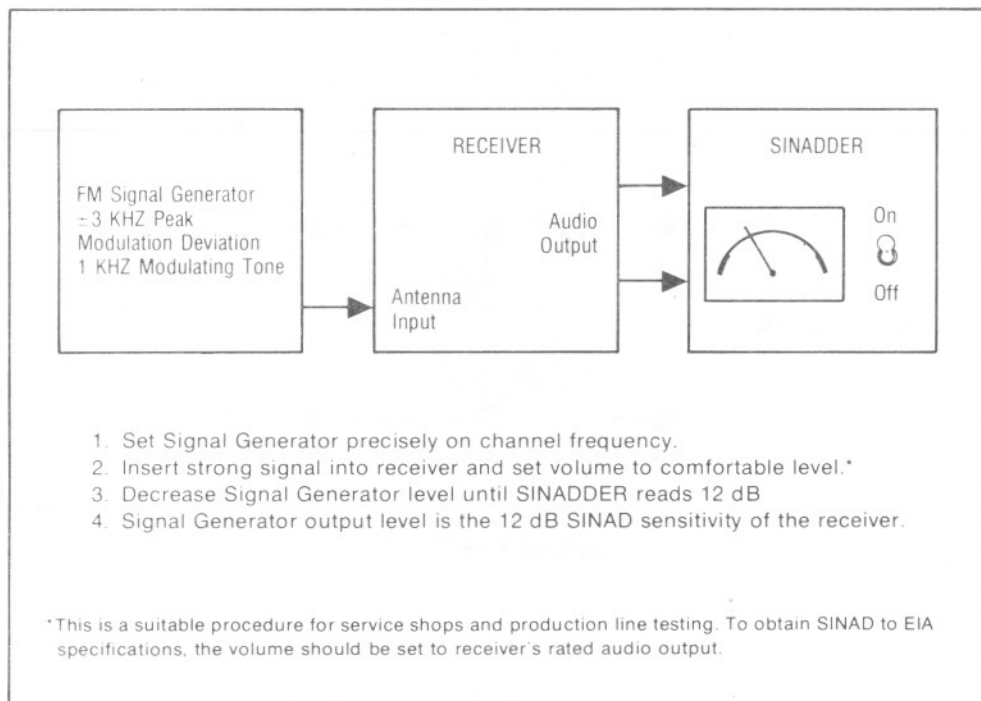 FM Signal Generator
±3 KHZ Peak
Modulation Deviation
1 KHZ Modulating Tone
RECEIVER
Audio
Output
Antenna
Input
SINADDER
On
Off
1. Set Signal Generator precisely on channel frequency.
2. Insert strong signal into receiver and set volume to comfortable level.*
3. Decrease Signal Generator level until SINADDER reads 12 dB
4. Signal Generator output level is the 12 dB SINAD sensitivity of the receiver.
*This is a suitable procedure for service shops and production line testing. To obtain SINAD to EIA
specifications, the volume should be set to receiver's rated audio output.